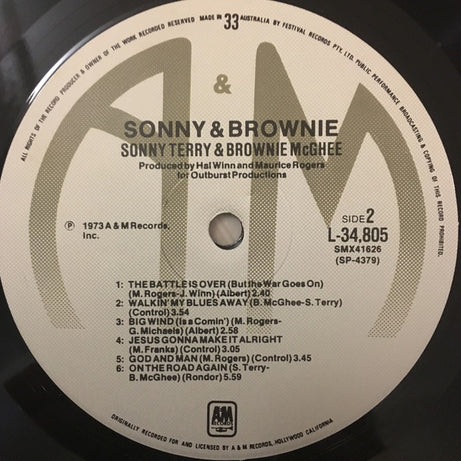 ALL RIGHTS OF THE RECORD PRODUCER & OWNER OF THE WORK RECORDED RESERVED MADE IN 33 AUSTRALIA BY FESTIVAL RECORDS PTY. LTD. PUBLIC PERFORMANCE BROADCASTING & COPYING OF THIS RECORD PROHIBITED.
A & M
SONNY & BROWNIE
SONNY TERRY & BROWNIE McGHEE
Produced by Hal Winn and Maurice Rogers
for Outburst Productions
℗ 1973 A & M Records,
Inc.
SIDE 2
L-34,805
SMX41626
(SP-4379)
1: THE BATTLE IS OVER (But the War Goes On)
(M. Rogers-J. Winn) (Albert) 2.40
2: WALKIN' MY BLUES AWAY (B. McGhee-S. Terry)
(Control) 3.54
3: BIG WIND (Is a Comin') (M. Rogers-
G. Michaels) (Albert) 2.58
4: JESUS GONNA MAKE IT ALRIGHT
(M. Franks) (Control) 3.05
5: GOD AND MAN (M. Rogers) (Control) 3.45
6: ON THE ROAD AGAIN (S. Terry-
B. McGhee) (Rondor) 5.59
A&M
RECORDS
ORIGINALLY RECORDED FOR AND LICENSED BY A & M RECORDS, HOLLYWOOD CALIFORNIA